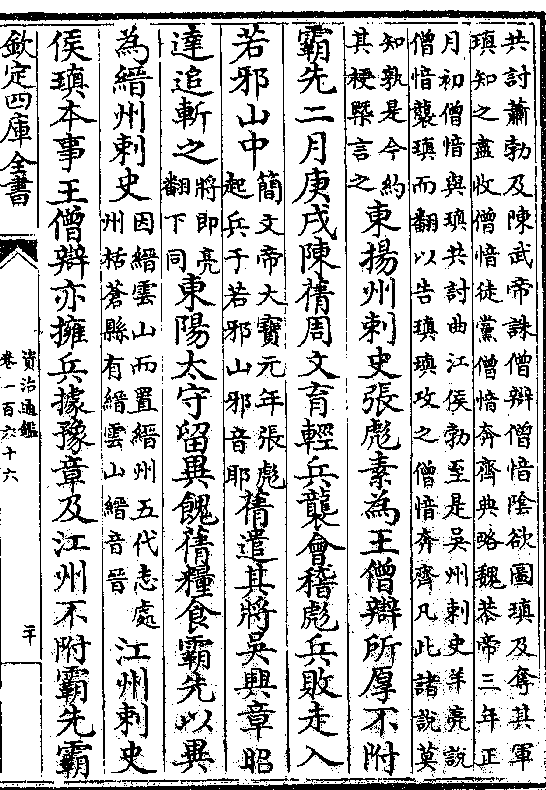 共討蕭勃及陳武帝誅僧辯僧愔陰欲圖瑱及奪其軍
瑱知之盡收僧愔徒黨僧愔奔齊典略魏恭帝三年正
月初僧愔與瑱共討曲江侯勃至是吳州刺史羊亮說
僧愔襲瑱而翻以告瑱瑱攻之僧愔奔齊凡此諸說莫
知孰是今約
其梗槩言之
東揚州刺史張彪素為王僧辯所厚不附
霸先二月庚戌陳蒨周文育輕兵襲會稽彪兵敗走入
若邪山中
簡文帝大寶元年張彪
起兵于若邪山邪音耶
蒨遣其將吳興章昭
達追斬之
將即亮
翻下同
東陽太守留異餽蒨糧食霸先以異
為縉州刺史
因縉雲山而置縉州五代志處
州栝蒼縣有縉雲山縉音晉
江州刺史
侯瑱本事王僧辯亦擁兵據豫章及江州不附霸先霸
欽定四庫全書
資治通鑑
卷一百六十六
二十